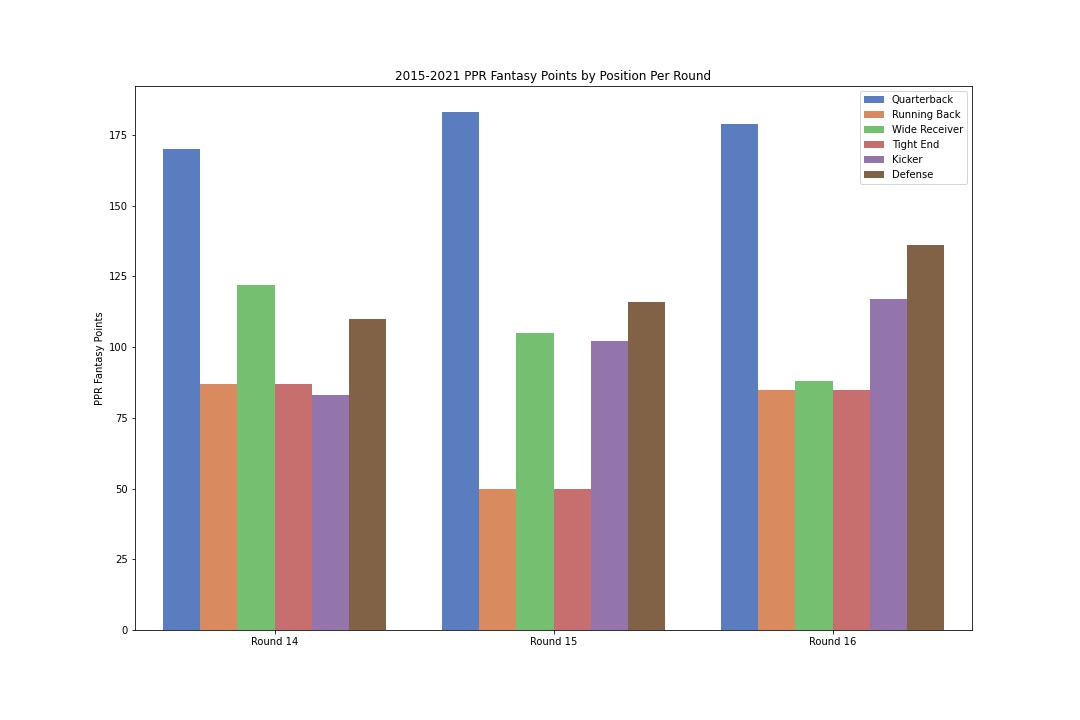 2015-2021 PPR Fantasy Points by Position Per Round
Quarterback
Running Back
Wide Receiver
Tight End
Kicker
Defense
PPR Fantasy Points
175
150
125
100
75
50
25
0
Round 14
Round 15
Round 16